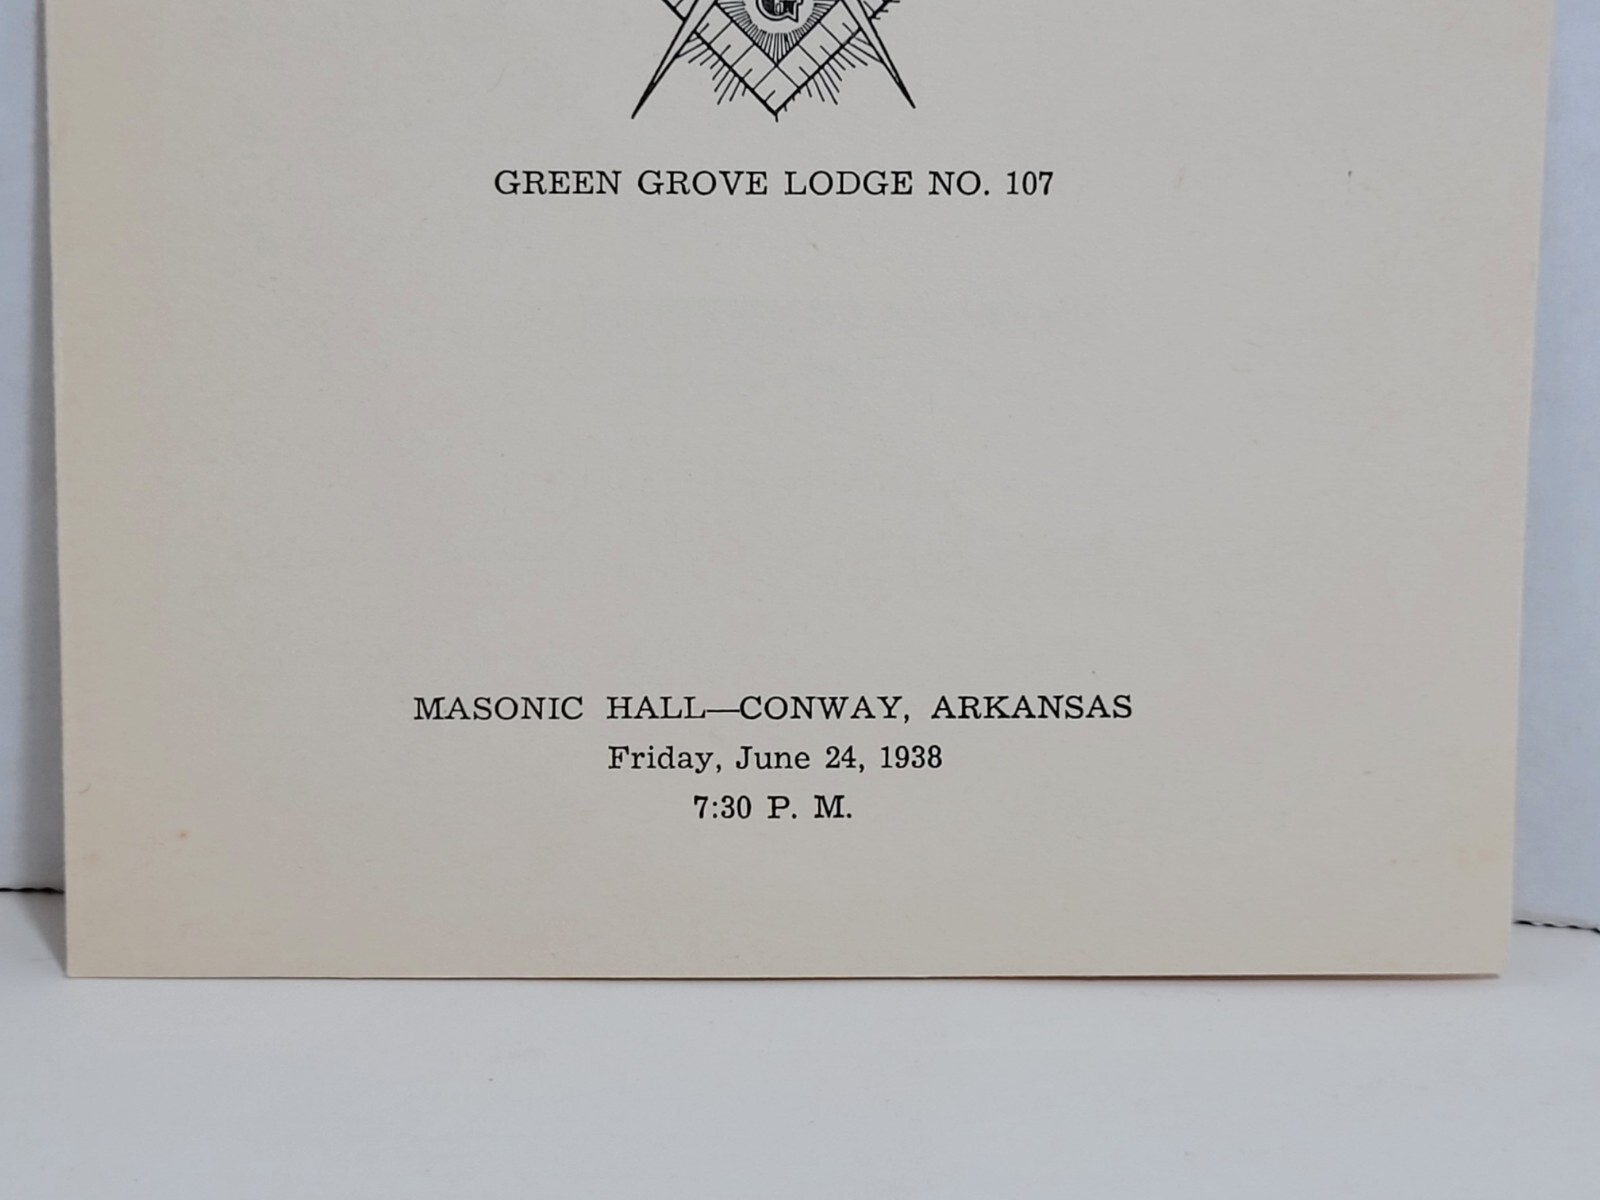 G
GREEN GROVE LODGE NO. 107
MASONIC HALL—CONWAY, ARKANSAS
Friday, June 24, 1938
7:30 P. M.